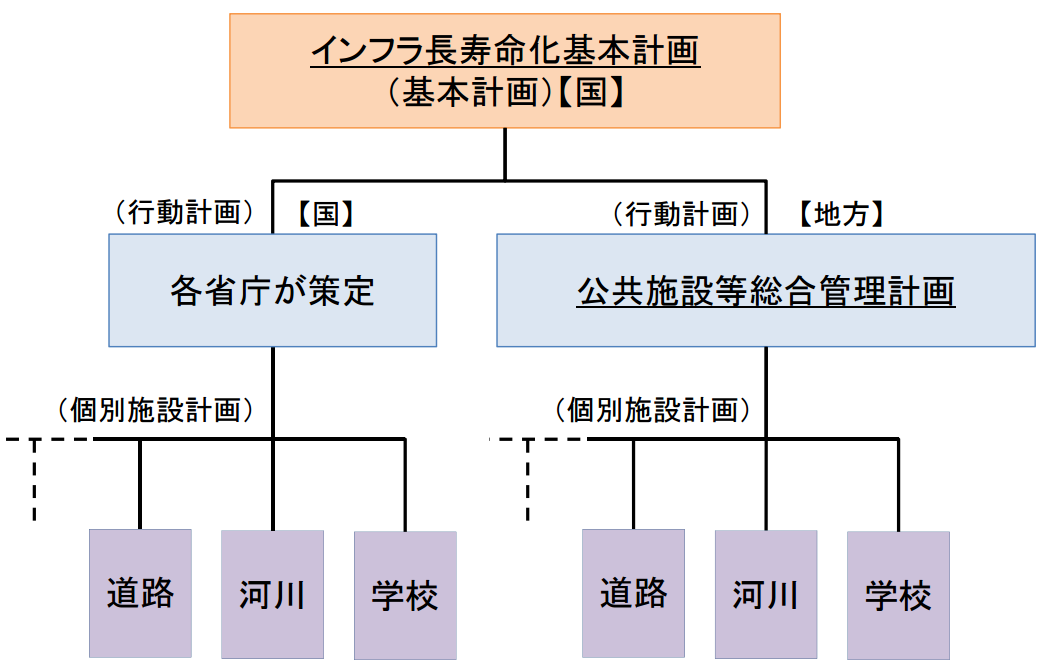 インフラ長寿命化基本計画
（基本計画）【国】
（行動計画）【国】
（行動計画）【地方】
各省庁が策定
公共施設等総合管理計画
（個別施設計画）
（個別施設計画）
道路
河川
学校
道路
河川
学校